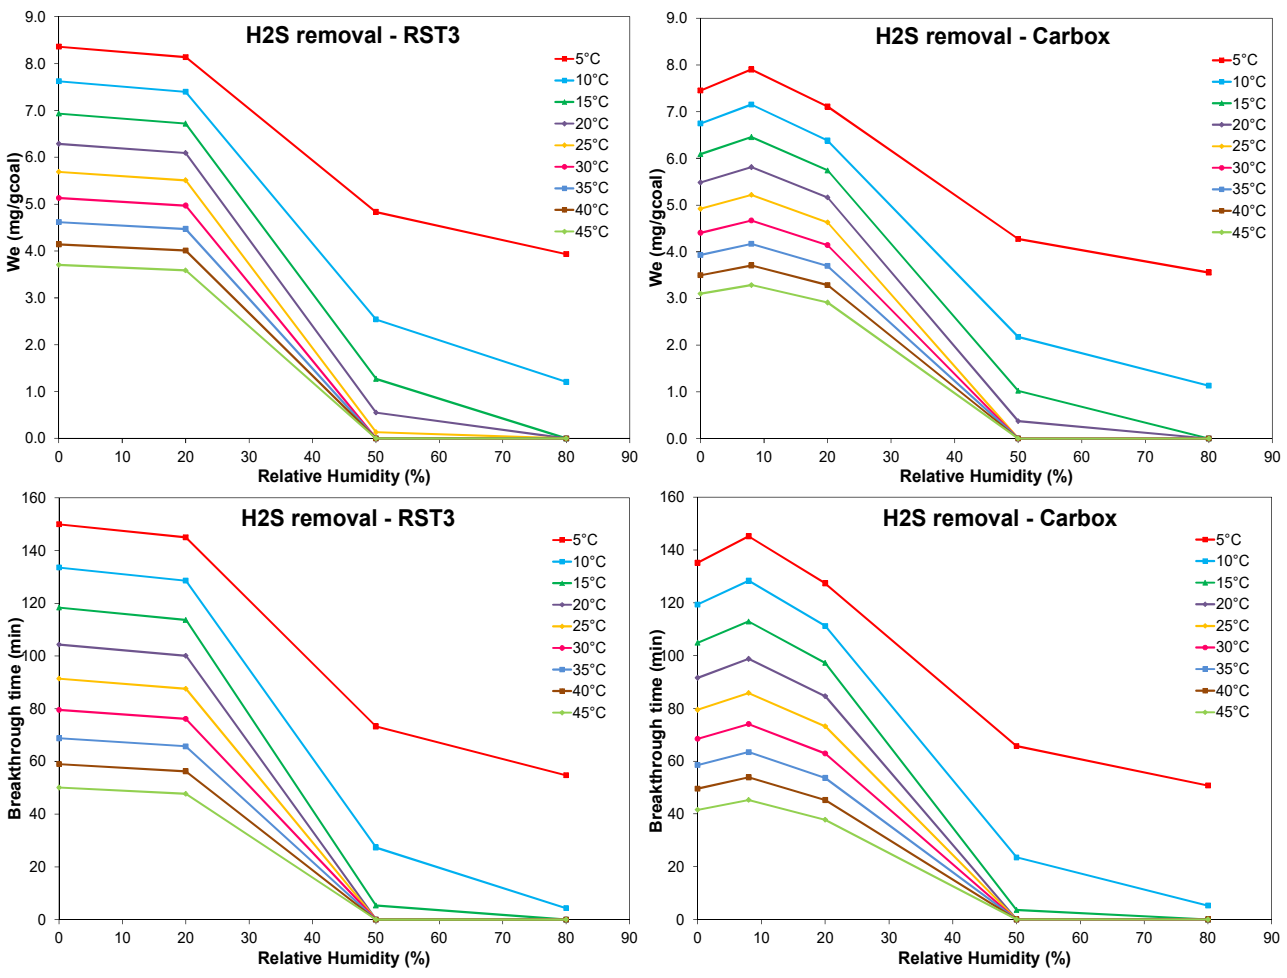 H2S removal - RST3
9.0
8.0
7.0
6.0
5.0
4.0
3.0
2.0
1.0
0.0
We (mg/gcoal)
5°C
10°C
15°C
20°C
25°C
30°C
35°C
40°C
45°C
0 10 20 30 40 50 60 70 80 90
Relative Humidity (%)
H2S removal - Carbox
9.0
8.0
7.0
6.0
5.0
4.0
3.0
2.0
1.0
0.0
We (mg/gcoal)
5°C
10°C
15°C
20°C
25°C
30°C
35°C
40°C
45°C
0 10 20 30 40 50 60 70 80 90
Relative Humidity (%)
H2S removal - RST3
160
140
120
100
80
60
40
20
0
Breakthrough time (min)
5°C
10°C
15°C
20°C
25°C
30°C
35°C
40°C
45°C
0 10 20 30 40 50 60 70 80 90
Relative Humidity (%)
H2S removal - Carbox
160
140
120
100
80
60
40
20
0
Breakthrough time (min)
5°C
10°C
15°C
20°C
25°C
30°C
35°C
40°C
45°C
0 10 20 30 40 50 60 70 80 90
Relative Humidity (%)